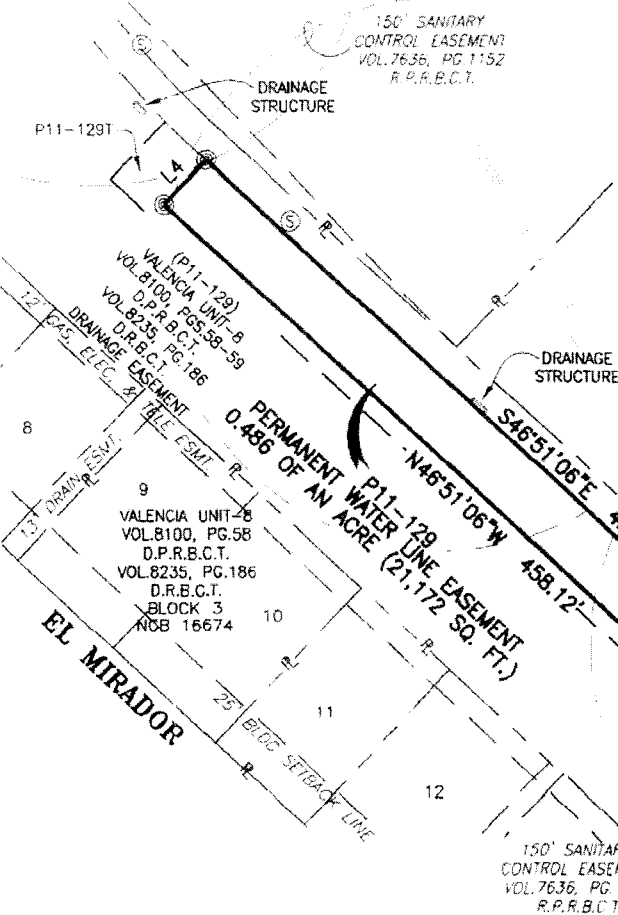 150' SANITARY
CONTROL EASEMENT
VOL.7636, PG.1152
R.P.R.B.C.T.
S
DRAINAGE
STRUCTURE
P11-129T
L4
S
(P11-129)
VALENCIA UNIT-8
VOL.8100, PGS.58-59
D.P.R.B.C.T.
VOL.8235, PG.186
D.R.B.C.T.
DRAINAGE EASEMENT
12' GAS, ELEC, & TELE ESMT.
DRAINAGE
STRUCTURE
S46°51'06"E
N46°51'06"W 458.12'
P11-129
PERMANENT WATER LINE EASEMENT
0.486 OF AN ACRE (21,172 SQ. FT.)
8
13' DRAIN ESMT.
9
VALENCIA UNIT-8
VOL.8100, PG.58
D.P.R.B.C.T.
VOL.8235, PG.186
D.R.B.C.T.
BLOCK 3
NCB 16674
10
EL MIRADOR
11
25' BLDG SETBACK LINE
12
150' SANITAR
CONTROL EASE
VOL.7636, PG.
R.P.R.B.C.T